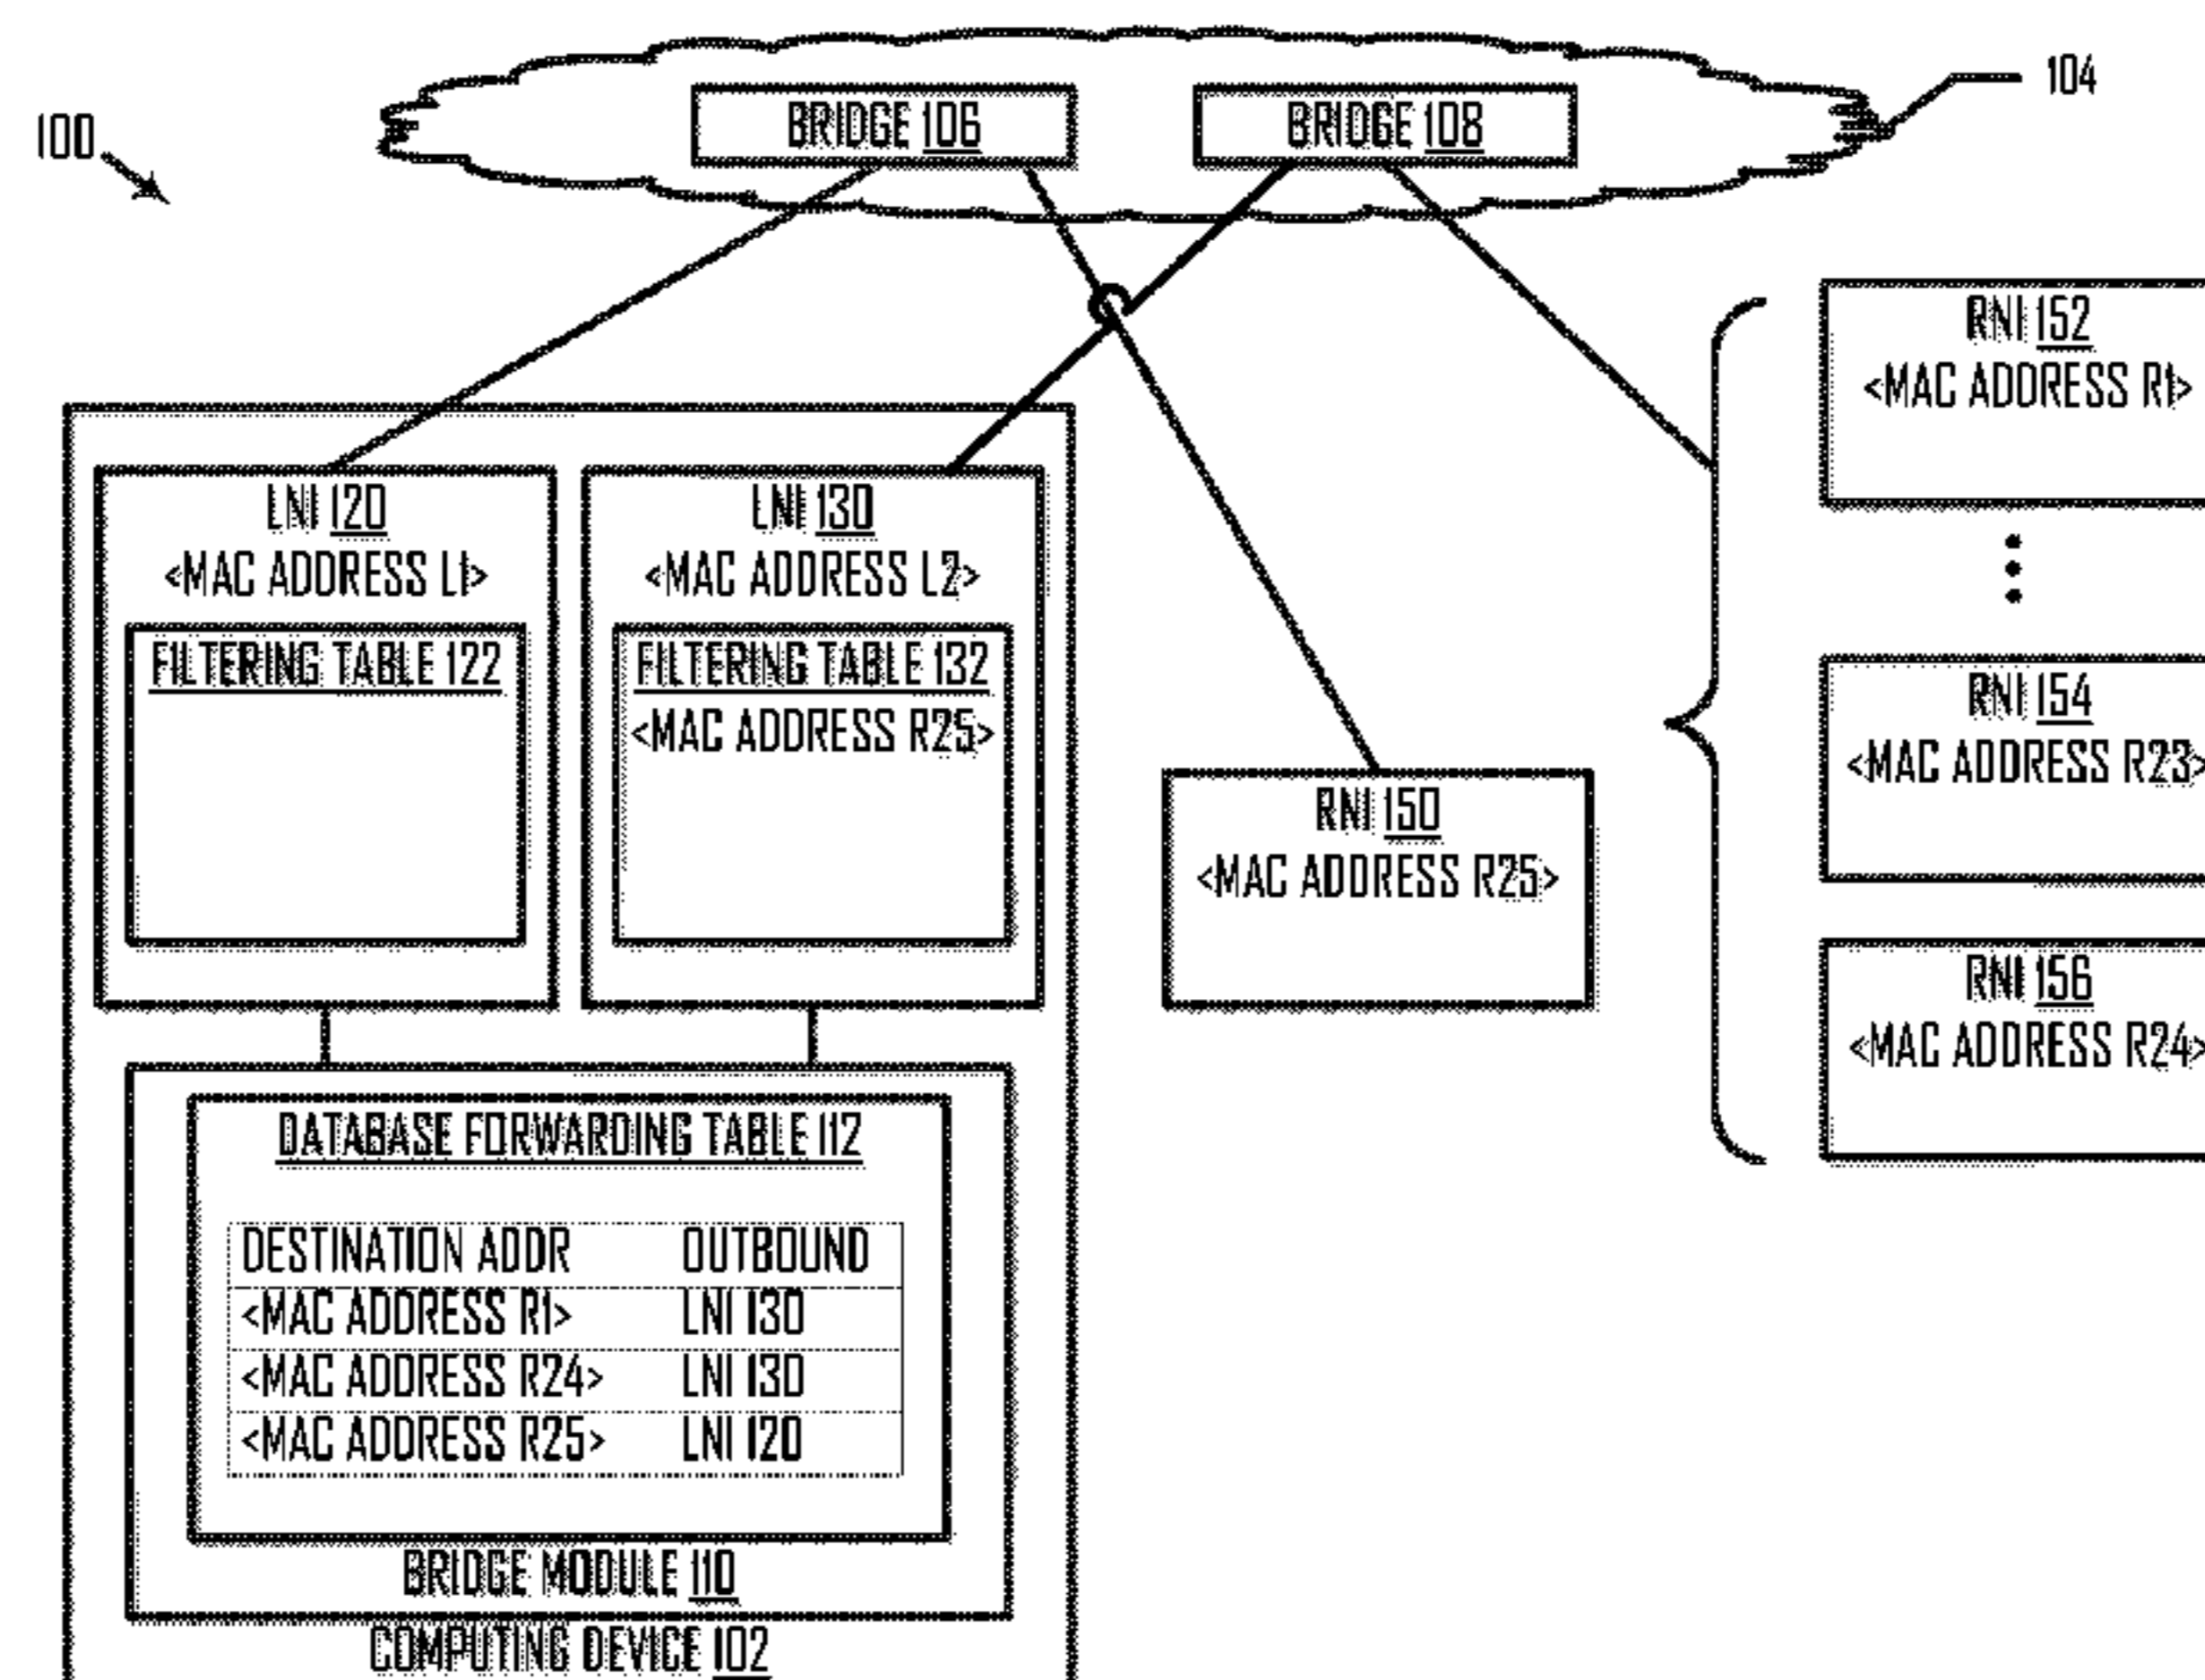 100
104
BRIDGE 106
BRIDGE 108
LNI 120
<MAC ADDRESS L1>
FILTERING TABLE 122
LNI 130
<MAC ADDRESS L2>
FILTERING TABLE 132
<MAC ADDRESS R25>
RNI 150
<MAC ADDRESS R25>
RNI 152
<MAC ADDRESS R1>
RNI 154
<MAC ADDRESS R23>
RNI 156
<MAC ADDRESS R24>
DATABASE FORWARDING TABLE 112
DESTINATION ADDR OUTBOUND
<MAC ADDRESS R1> LNI 130
<MAC ADDRESS R24> LNI 130
<MAC ADDRESS R25> LNI 120
BRIDGE MODULE 110
COMPUTING DEVICE 102